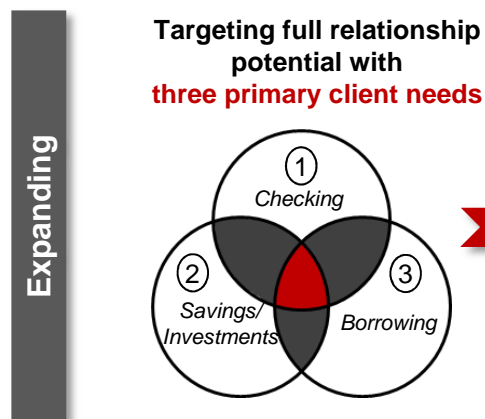 Expanding
Targeting full relationship
potential with
three primary client needs
1
Checking
2
Savings/
Investments
3
Borrowing